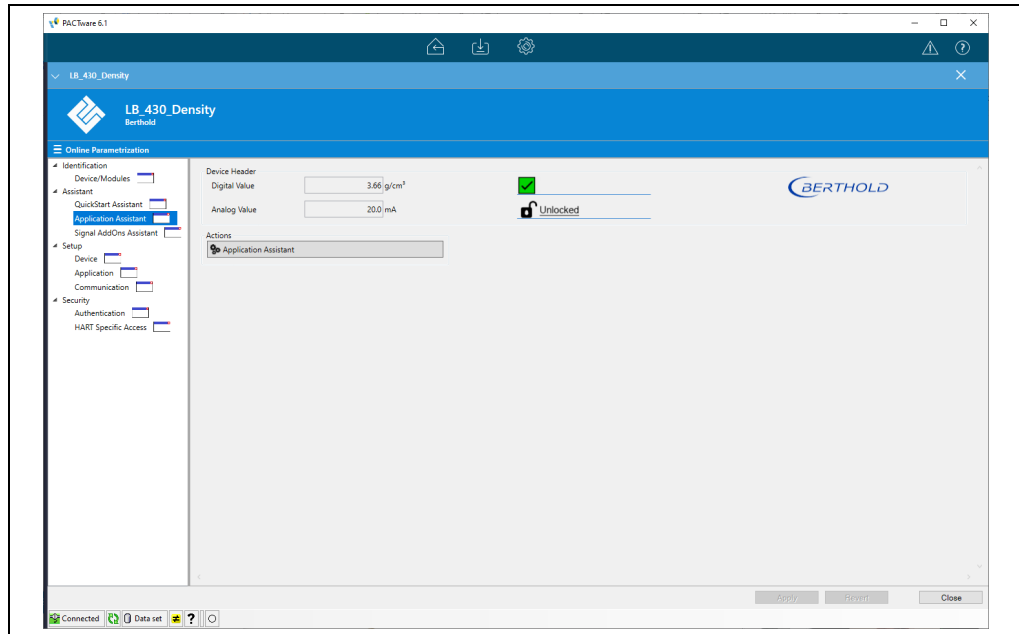 PACTware 6.1
LB_430_Density
LB_430_Density
Berthold
Online Parametrization
Identification
Device/Modules
Assistant
QuickStart Assistant
Application Assistant
Signal AddOns Assistant
Setup
Device
Application
Communication
Security
Authentication
HART Specific Access
Device Header
Digital Value 3.66 g/cm³
BERTHOLD
Analog Value 20.0 mA Unlocked
Actions
Application Assistant
Apply Revert Close
Connected Data set ?